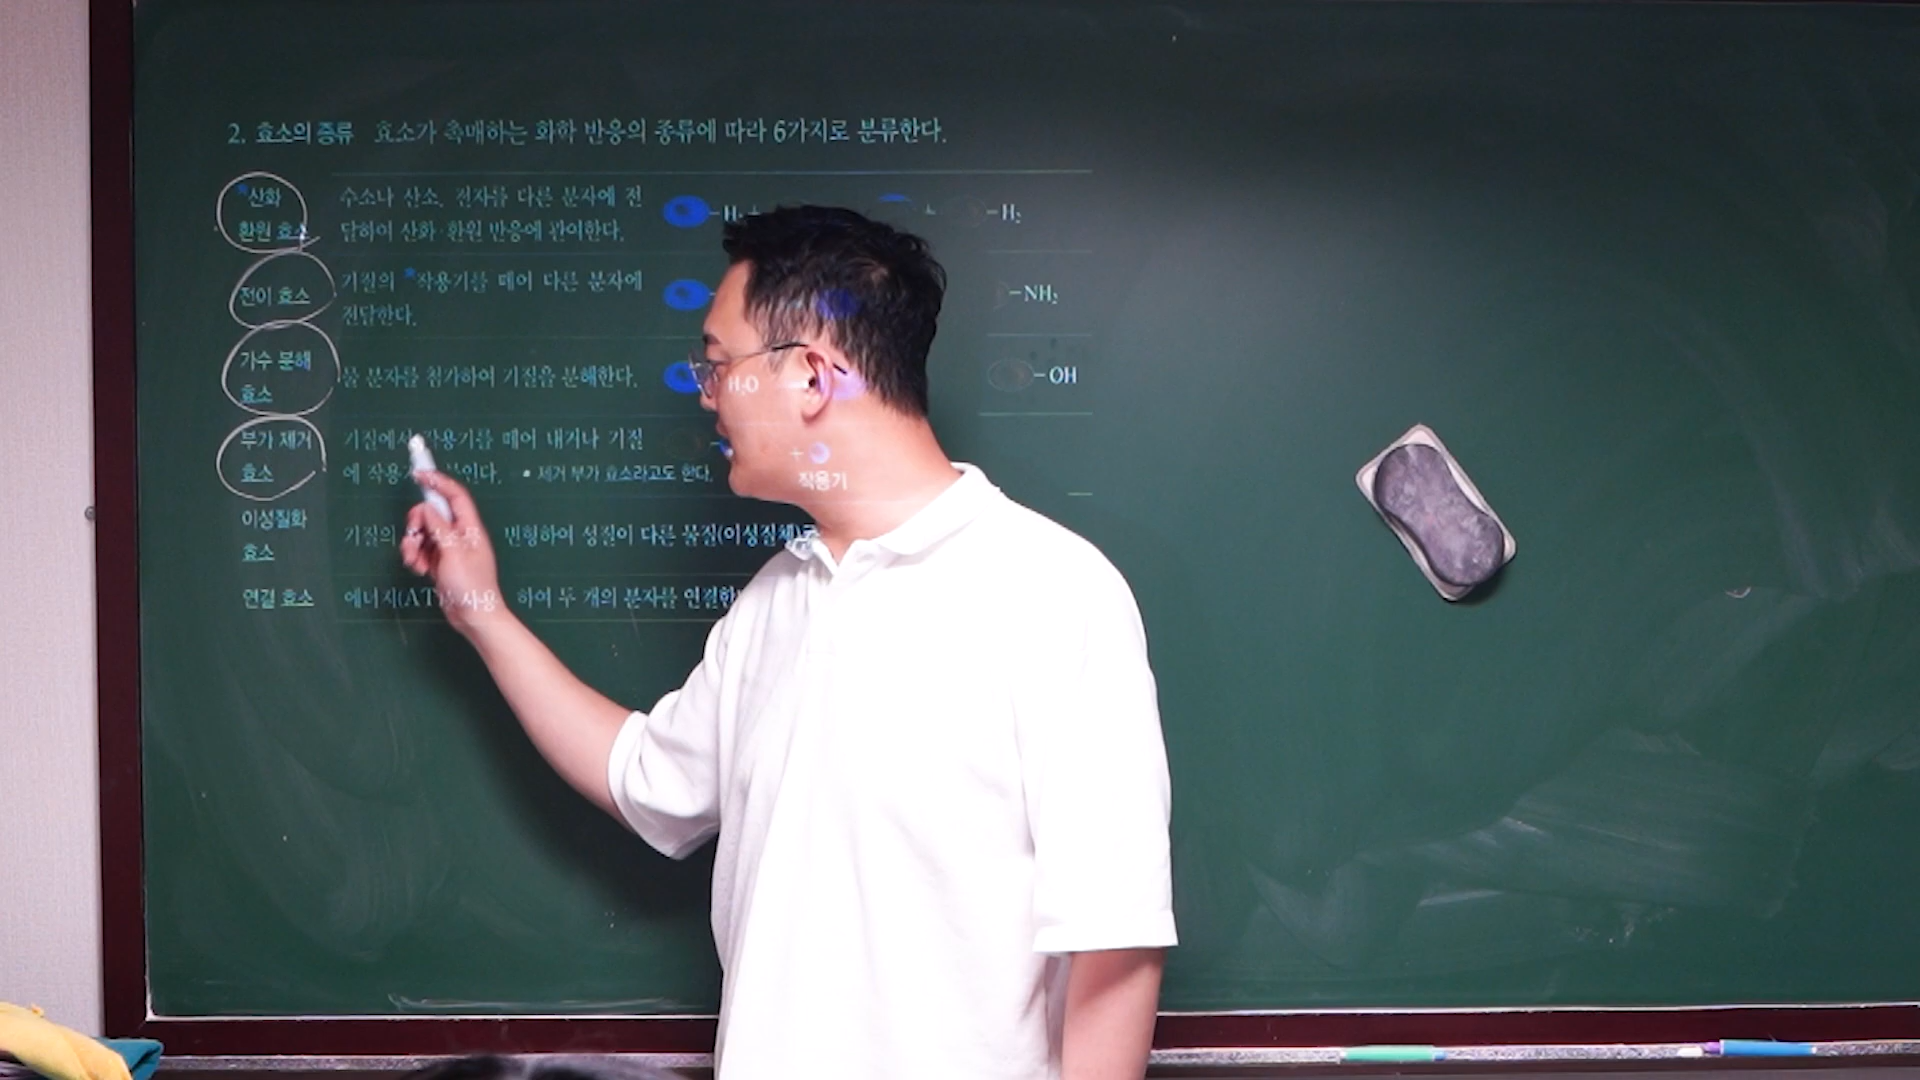 2. 효소의 종류 효소가 촉매하는 화학 반응의 종류에 따라 6가지로 분류한다.
*산화 환원 효소
수소나 산소, 전자를 다른 분자에 전
달하여 산화·환원 반응에 관여한다.
-H₂
전이 효소
기질의 *작용기를 떼어 다른 분자에
전달한다.
-NH₂
가수 분해 효소
물 분자를 첨가하여 기질을 분해한다.
H₂O
-OH
부가 제거 효소
기질에서 작용기를 떼어 내거나 기질
에
• 제거 부가 효소라고도 한다.
+
작용기
이성질화 효소
기질의 변형하여 성질이 다른 물질(이성질체)로
연결 효소
에너지(ATP)를 사용하여 두 개의 분자를